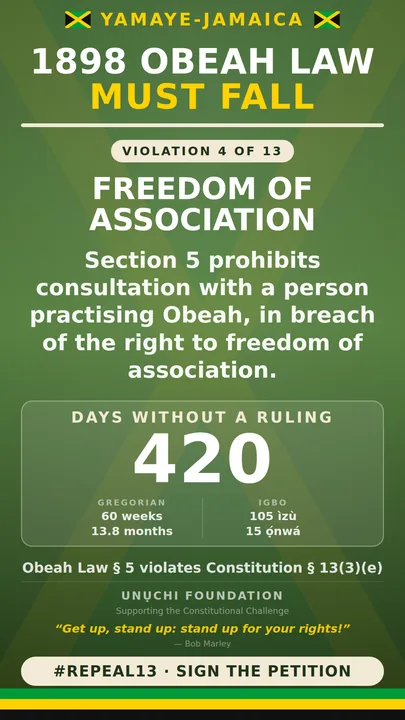 YAMAYE-JAMAICA
1898 OBEAH LAW
MUST FALL
VIOLATION 4 OF 13
FREEDOM OF
ASSOCIATION
Section 5 prohibits
consultation with a person
practising Obeah, in breach
of the right to freedom of
association.
DAYS WITHOUT A RULING
420
GREGORIAN
60 weeks
13.8 months
IGBO
105 ìzù
15 ọ́nwá
Obeah Law § 5 violates Constitution § 13(3)(e)
UNỤCHI FOUNDATION
Supporting the Constitutional Challenge
“Get up, stand up: stand up for your rights!”
— Bob Marley
#REPEAL13 · SIGN THE PETITION